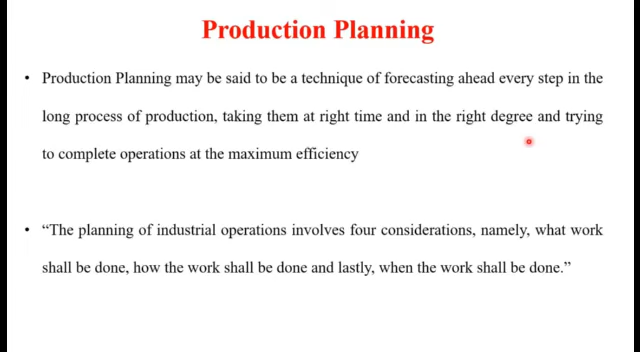 Production Planning
• Production Planning may be said to be a technique of forecasting ahead every step in the
long process of production, taking them at right time and in the right degree and trying
to complete operations at the maximum efficiency
• “The planning of industrial operations involves four considerations, namely, what work
shall be done, how the work shall be done and lastly, when the work shall be done.”